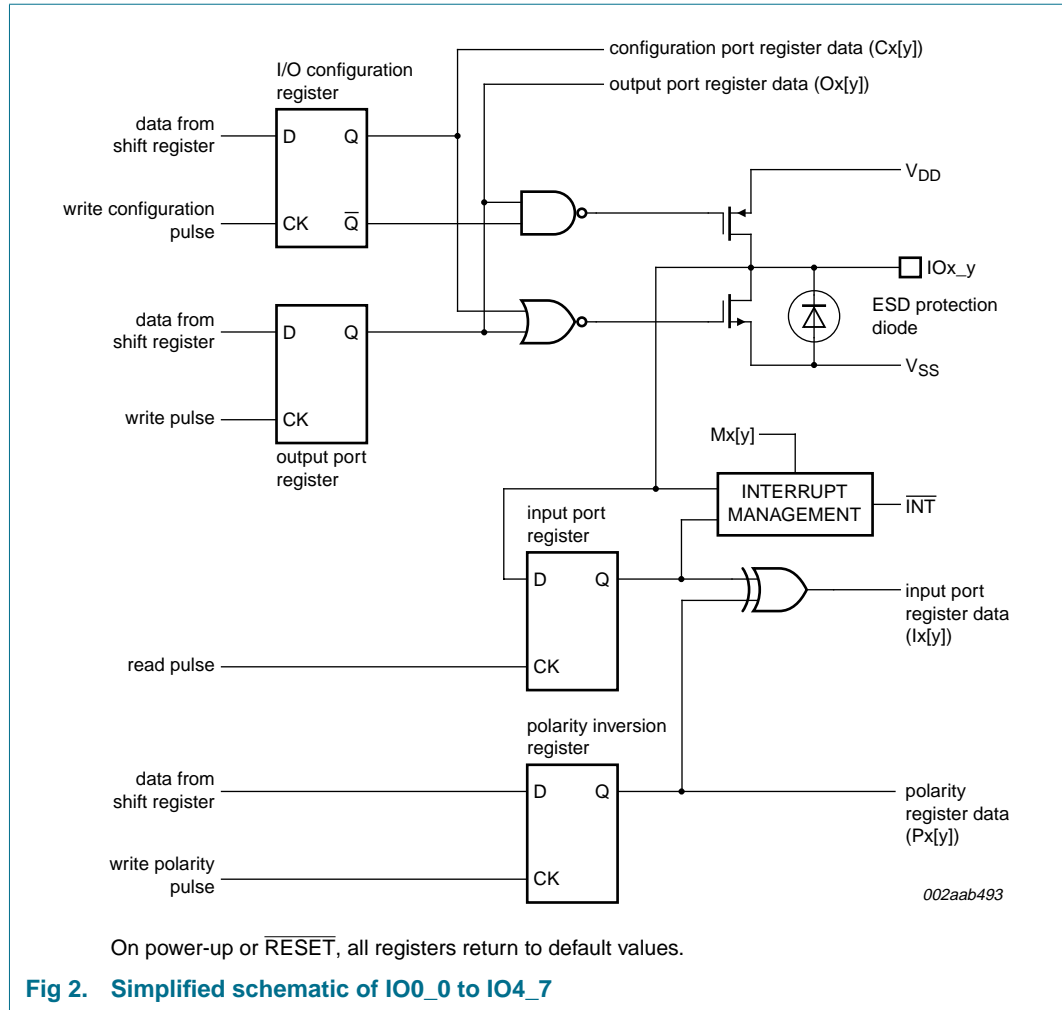 configuration port register data (Cx[y])
I/O configuration
register
output port register data (Ox[y])
data from
shift register
D
Q
VDD
write configuration
pulse
CK
Q
IOx_y
ESD protection
diode
data from
shift register
D
Q
VSS
write pulse
CK
Mx[y]
output port
register
INTERRUPT
MANAGEMENT
INT
input port
register
D
Q
input port
register data
(Ix[y])
read pulse
CK
polarity inversion
register
data from
shift register
D
Q
polarity
register data
(Px[y])
write polarity
pulse
CK
002aab493
On power-up or RESET, all registers return to default values.
Fig 2. Simplified schematic of IO0_0 to IO4_7